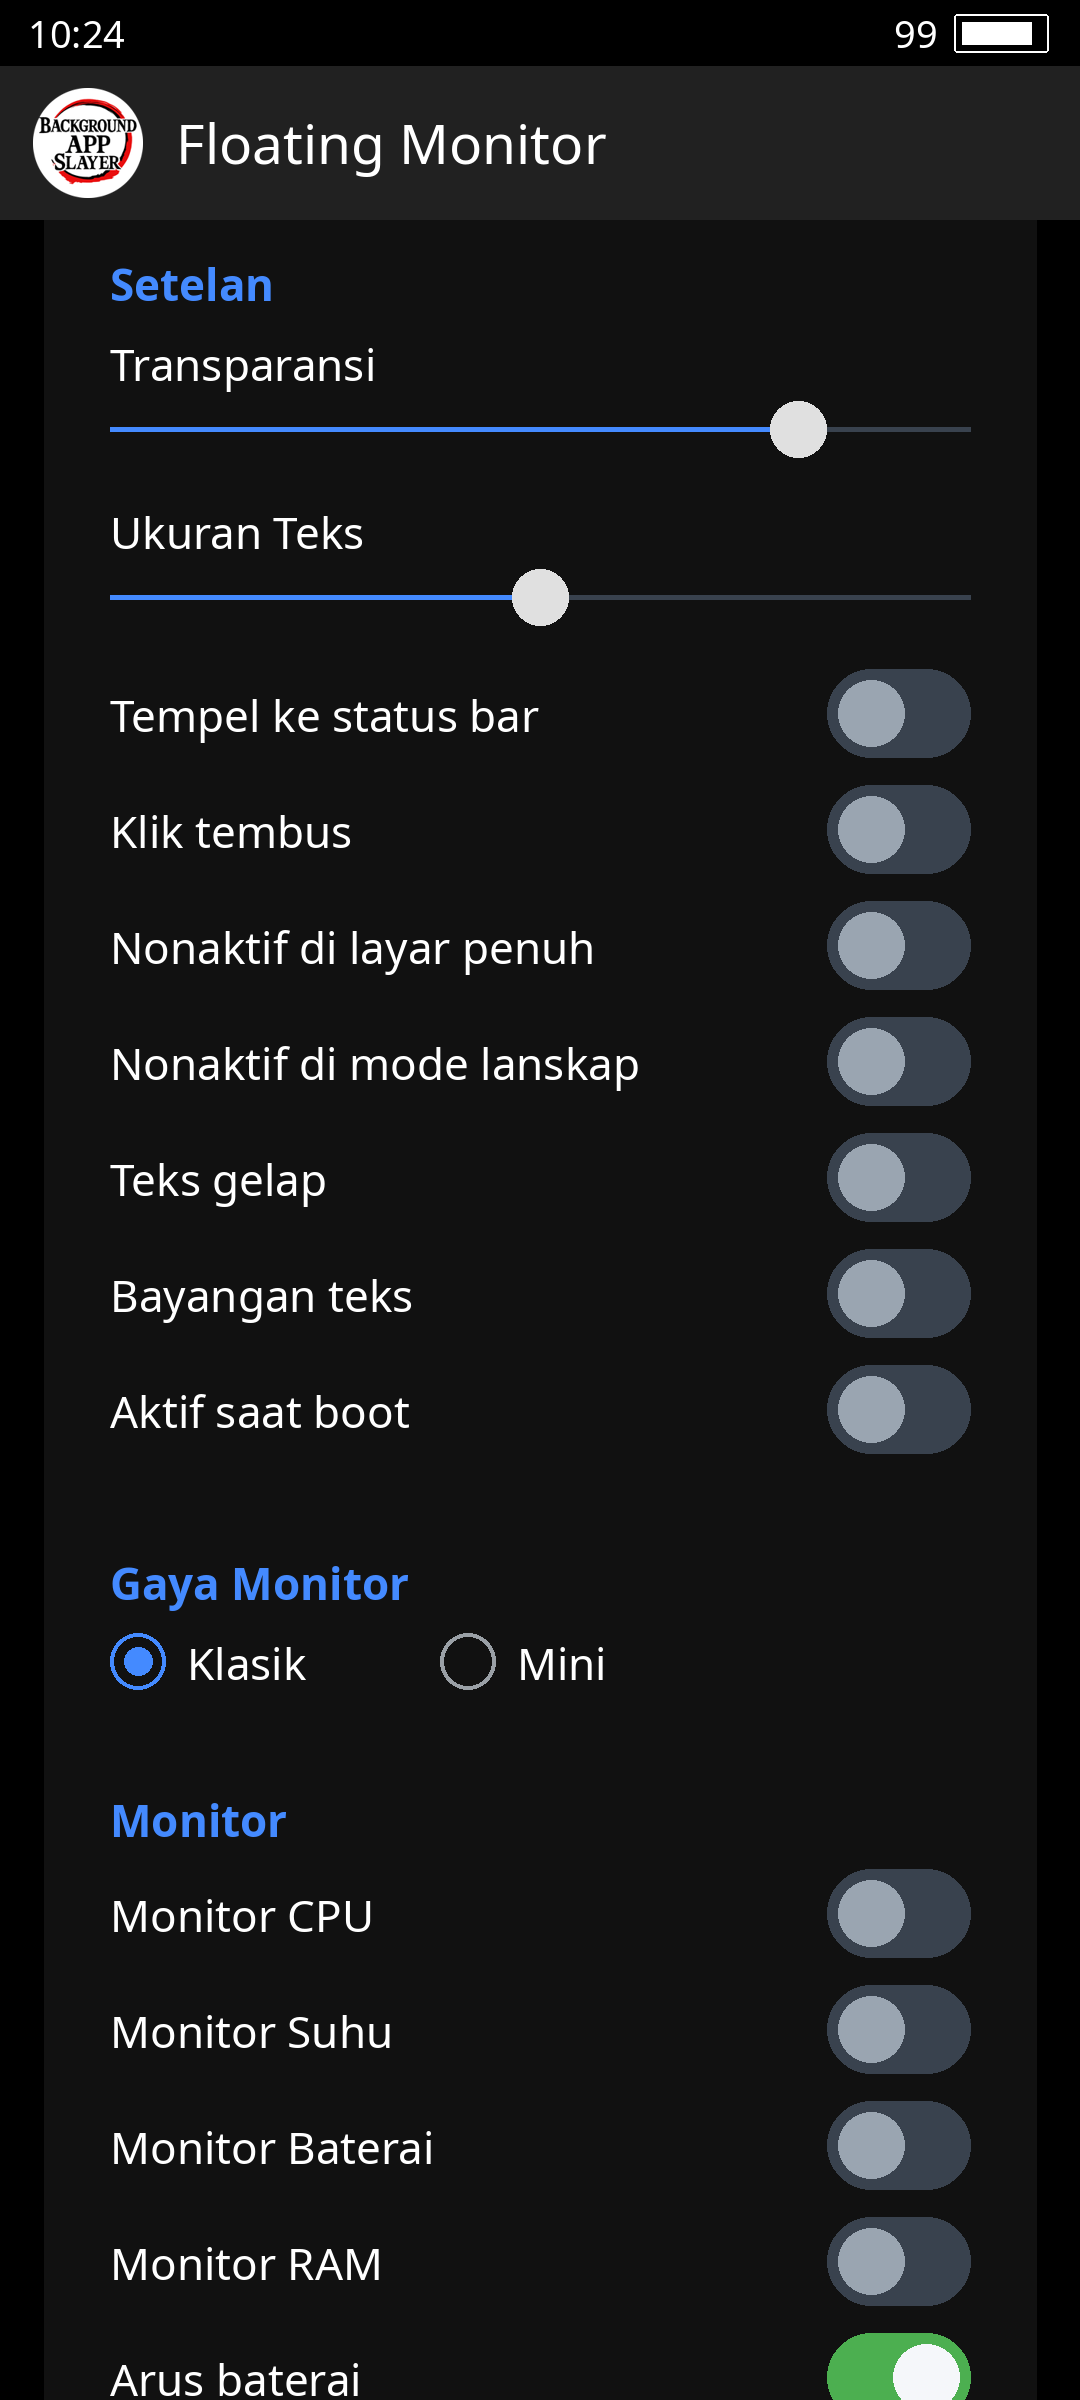 10:24
99
BACKGROUND
APP
SLAYER
Floating Monitor
Setelan
Transparansi
Ukuran Teks
Tempel ke status bar
Klik tembus
Nonaktif di layar penuh
Nonaktif di mode lanskap
Teks gelap
Bayangan teks
Aktif saat boot
Gaya Monitor
Klasik
Mini
Monitor
Monitor CPU
Monitor Suhu
Monitor Baterai
Monitor RAM
Arus baterai